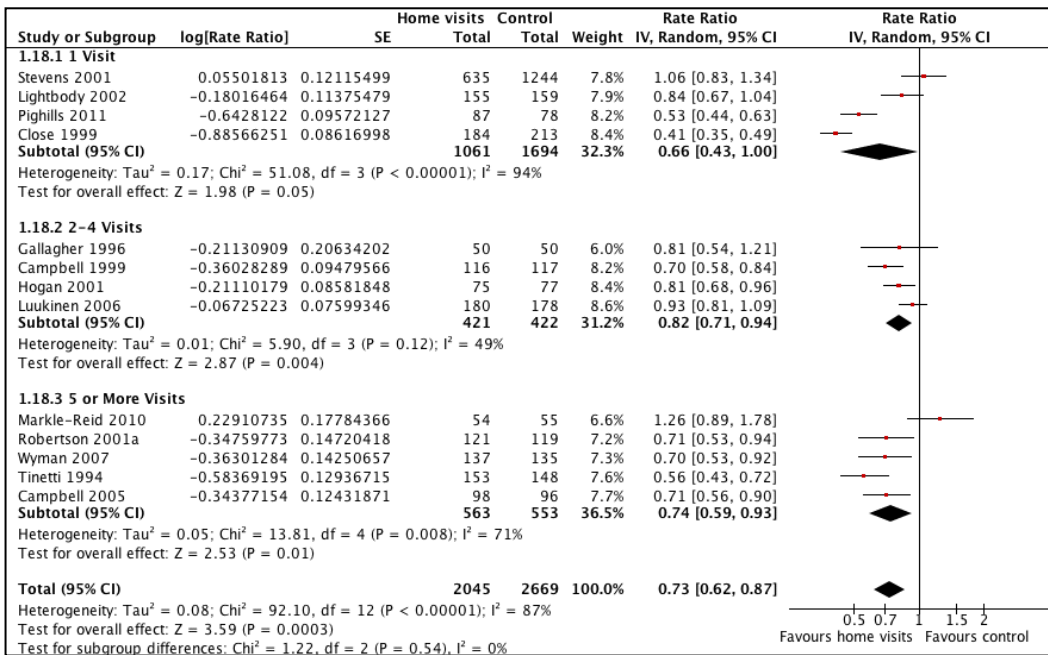 Home visits Control Rate Ratio Rate Ratio
Study or Subgroup log[Rate Ratio] SE Total Total Weight IV, Random, 95% CI IV, Random, 95% CI
1.18.1 1 Visit
Stevens 2001 0.05501813 0.12115499 635 1244 7.8% 1.06 [0.83, 1.34]
Lightbody 2002 -0.18016464 0.11375479 155 159 7.9% 0.84 [0.67, 1.04]
Pighills 2011 -0.6428122 0.09572127 87 78 8.2% 0.53 [0.44, 0.63]
Close 1999 -0.88566251 0.08616998 184 213 8.4% 0.41 [0.35, 0.49]
Subtotal (95% CI) 1061 1694 32.3% 0.66 [0.43, 1.00]
Heterogeneity: Tau² = 0.17; Chi² = 51.08, df = 3 (P < 0.00001); I² = 94%
Test for overall effect: Z = 1.98 (P = 0.05)
1.18.2 2-4 Visits
Gallagher 1996 -0.21130909 0.20634202 50 50 6.0% 0.81 [0.54, 1.21]
Campbell 1999 -0.36028289 0.09479566 116 117 8.2% 0.70 [0.58, 0.84]
Hogan 2001 -0.21110179 0.08581848 75 77 8.4% 0.81 [0.68, 0.96]
Luukinen 2006 -0.06725223 0.07599346 180 178 8.6% 0.93 [0.81, 1.09]
Subtotal (95% CI) 421 422 31.2% 0.82 [0.71, 0.94]
Heterogeneity: Tau² = 0.01; Chi² = 5.90, df = 3 (P = 0.12); I² = 49%
Test for overall effect: Z = 2.87 (P = 0.004)
1.18.3 5 or More Visits
Markle-Reid 2010 0.22910735 0.17784366 54 55 6.6% 1.26 [0.89, 1.78]
Robertson 2001a -0.34759773 0.14720418 121 119 7.2% 0.71 [0.53, 0.94]
Wyman 2007 -0.36301284 0.14250657 137 135 7.3% 0.70 [0.53, 0.92]
Tinetti 1994 -0.58369195 0.12936715 153 148 7.6% 0.56 [0.43, 0.72]
Campbell 2005 -0.34377154 0.12431871 98 96 7.7% 0.71 [0.56, 0.90]
Subtotal (95% CI) 563 553 36.5% 0.74 [0.59, 0.93]
Heterogeneity: Tau² = 0.05; Chi² = 13.81, df = 4 (P = 0.008); I² = 71%
Test for overall effect: Z = 2.53 (P = 0.01)
Total (95% CI) 2045 2669 100.0% 0.73 [0.62, 0.87]
Heterogeneity: Tau² = 0.08; Chi² = 92.10, df = 12 (P < 0.00001); I² = 87%
Test for overall effect: Z = 3.59 (P = 0.0003)
Test for subgroup differences: Chi² = 1.22, df = 2 (P = 0.54), I² = 0%
0.5 0.7 1 1.5 2
Favours home visits Favours control